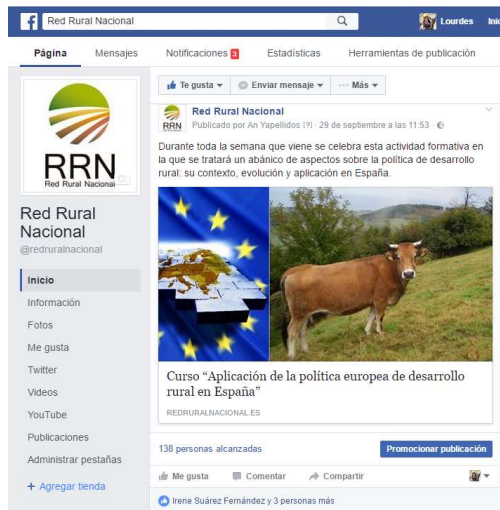 Red Rural Nacional
Lourdes
Página
Mensajes
Notificaciones 3
Estadísticas
Herramientas de publicación
RRN
Red Rural Nacional
Red Rural
Nacional
@redruralnacional
Inicio
Información
Fotos
Me gusta
Twitter
Videos
YouTube
Publicaciones
Administrar pestañas
+ Agregar tienda
Te gusta
Enviar mensaje
Más
RRN
Red Rural Nacional
Publicado por An Yapellidos [?] · 29 de septiembre a las 11:53 ·
Durante toda la semana que viene se celebra esta actividad formativa en
la que se tratará un abánico de aspectos sobre la política de desarrollo
rural: su contexto, evolución y aplicación en España.
Curso “Aplicación de la política europea de desarrollo
rural en España”
REDRURALNACIONAL.ES
138 personas alcanzadas
Promocionar publicación
Me gusta
Comentar
Compartir
Irene Suárez Fernández y 3 personas más